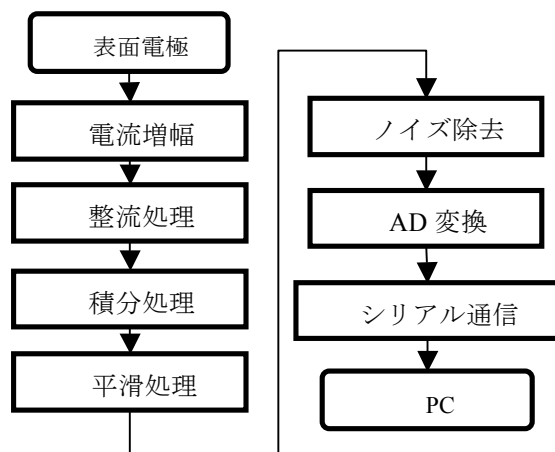 表面電極
電流増幅
整流処理
積分処理
平滑処理
ノイズ除去
AD 変換
シリアル通信
PC